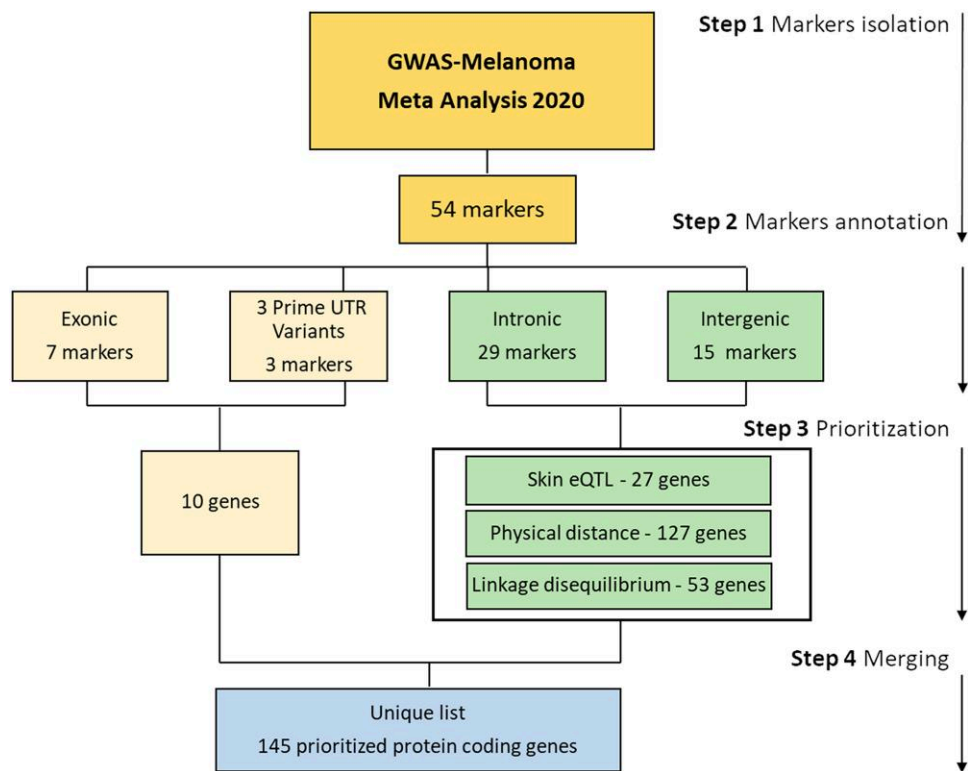 Step 1 Markers isolation
GWAS-Melanoma
Meta Analysis 2020
54 markers
Step 2 Markers annotation
Exonic
7 markers
3 Prime UTR
Variants
3 markers
Intronic
29 markers
Intergenic
15 markers
Step 3 Prioritization
10 genes
Skin eQTL - 27 genes
Physical distance - 127 genes
Linkage disequilibrium - 53 genes
Step 4 Merging
Unique list
145 prioritized protein coding genes